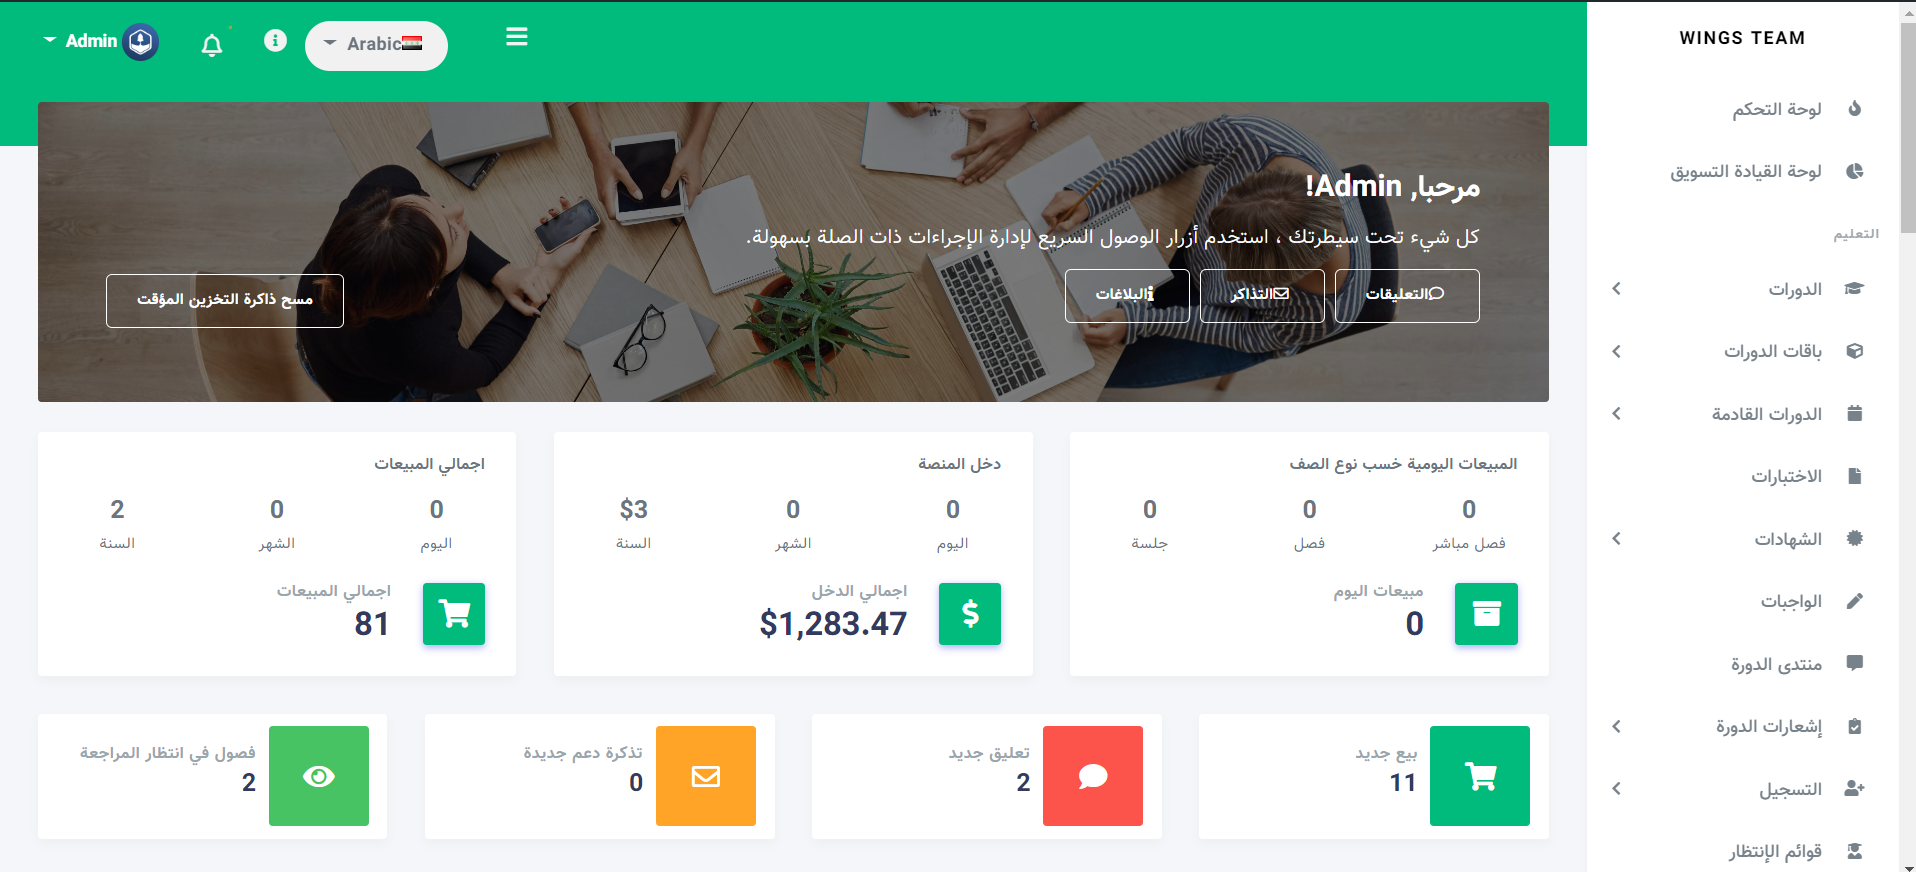 WINGS TEAM
لوحة التحكم
لوحة القيادة التسويق
التعليم
الدورات
باقات الدورات
الدورات القادمة
الاختبارات
الشهادات
الواجبات
منتدى الدورة
إشعارات الدورة
التسجيل
قوائم الإنتظار
Arabic
Admin
مرحبا, Admin!
كل شيء تحت سيطرتك ، استخدم أزرار الوصول السريع لإدارة الإجراءات ذات الصلة بسهولة.
التعليقات
التذاكر
البلاغات
مسح ذاكرة التخزين المؤقت
المبيعات اليومية خسب نوع الصف
0
0
0
فصل مباشر
فصل
جلسة
مبيعات اليوم
0
دخل المنصة
0
0
$3
اليوم
الشهر
السنة
اجمالي الدخل
$1,283.47
اجمالي المبيعات
0
0
2
اليوم
الشهر
السنة
اجمالي المبيعات
81
بيع جديد
11
تعليق جديد
2
تذكرة دعم جديدة
0
فصول في انتظار المراجعة
2